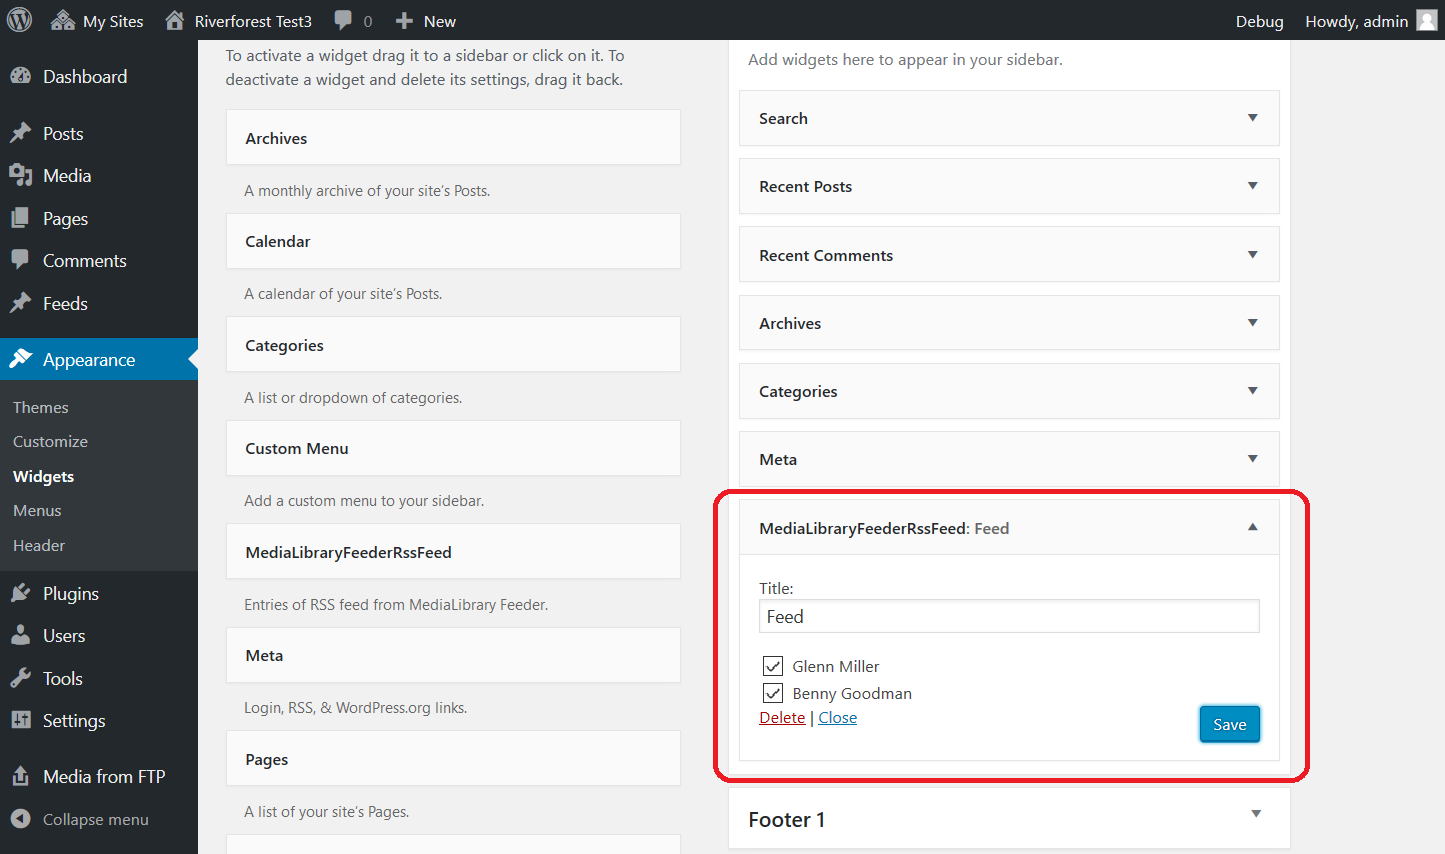 My Sites
Riverforest Test3
0
New
Debug
Howdy, admin
Dashboard
Posts
Media
Pages
Comments
Feeds
Appearance
Themes
Customize
Widgets
Menus
Header
Plugins
Users
Tools
Settings
Media from FTP
Collapse menu
To activate a widget drag it to a sidebar or click on it. To
deactivate a widget and delete its settings, drag it back.
Archives
A monthly archive of your site’s Posts.
Calendar
A calendar of your site’s Posts.
Categories
A list or dropdown of categories.
Custom Menu
Add a custom menu to your sidebar.
MediaLibraryFeederRssFeed
Entries of RSS feed from MediaLibrary Feeder.
Meta
Login, RSS, & WordPress.org links.
Pages
A list of your site’s Pages.
Add widgets here to appear in your sidebar.
Search
Recent Posts
Recent Comments
Archives
Categories
Meta
MediaLibraryFeederRssFeed: Feed
Title:
Feed
Glenn Miller
Benny Goodman
Delete | Close
Save
Footer 1